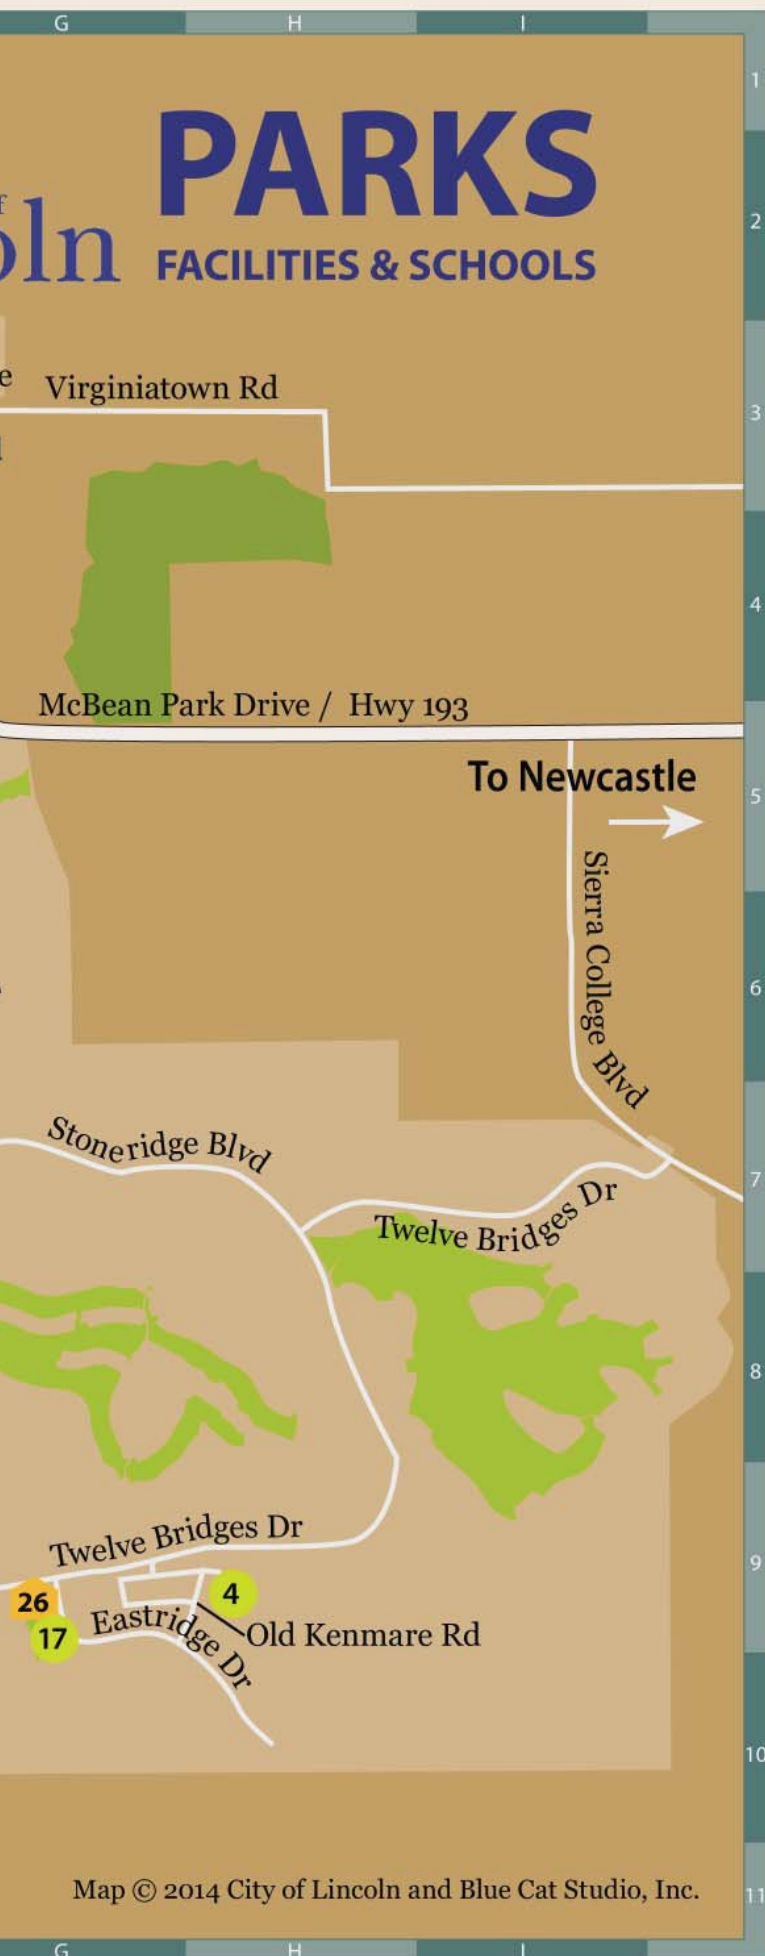 G H I
1
PARKS
2
oln FACILITIES & SCHOOLS
e Virginiatown Rd
3
4
McBean Park Drive / Hwy 193
To Newcastle
5
Sierra College Blvd
6
Stoneridge Blvd
7
Twelve Bridges Dr
8
Twelve Bridges Dr
9
26
4
17
Eastridge Dr
Old Kenmare Rd
10
Map © 2014 City of Lincoln and Blue Cat Studio, Inc.
11
G H I